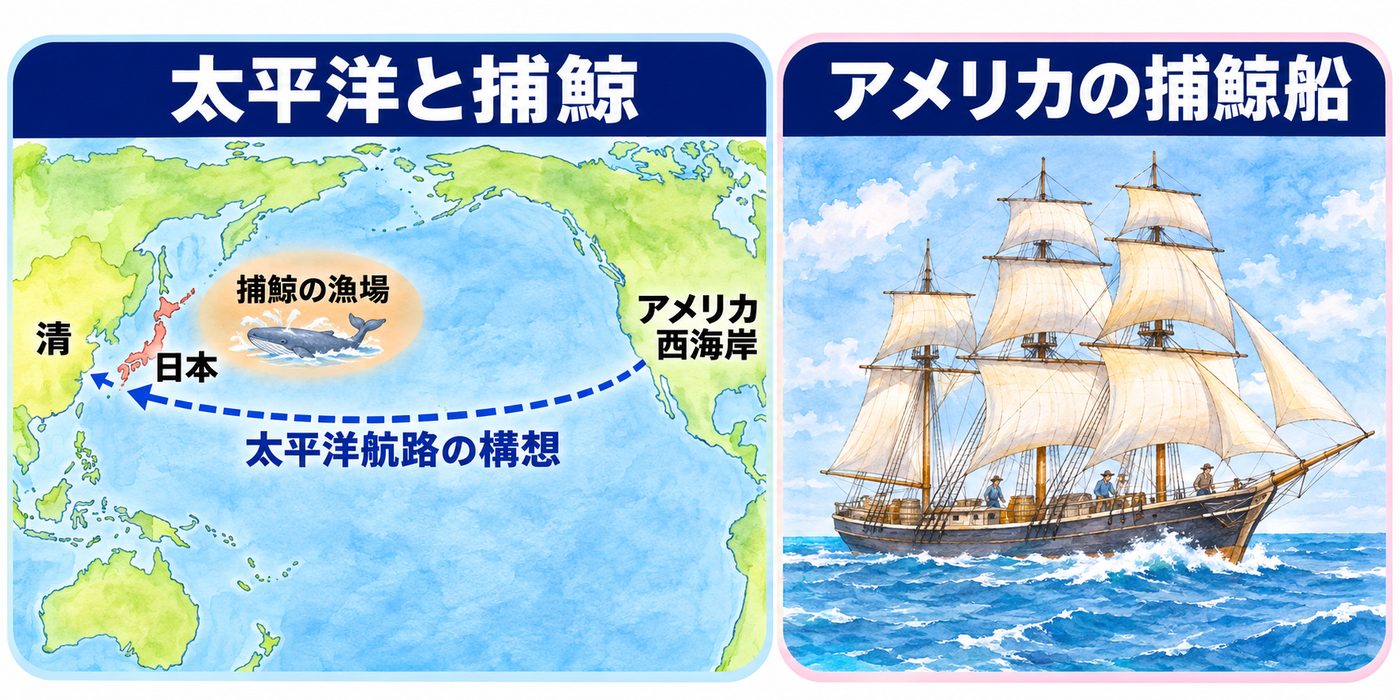 太平洋と捕鯨
捕鯨の漁場
清
日本
アメリカ
西海岸
太平洋航路の構想
アメリカの捕鯨船